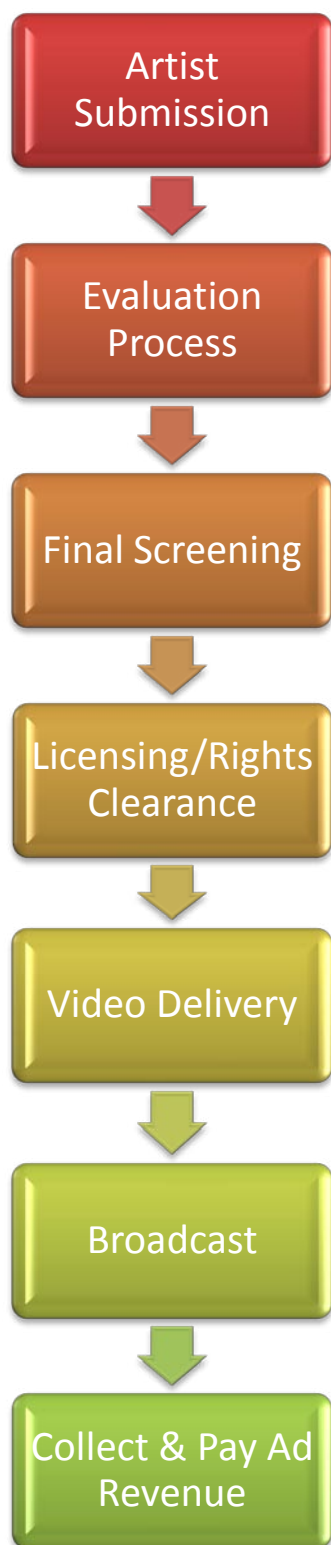 Artist
Submission
Evaluation
Process
Final Screening
Licensing/Rights
Clearance
Video Delivery
Broadcast
Collect & Pay Ad
Revenue